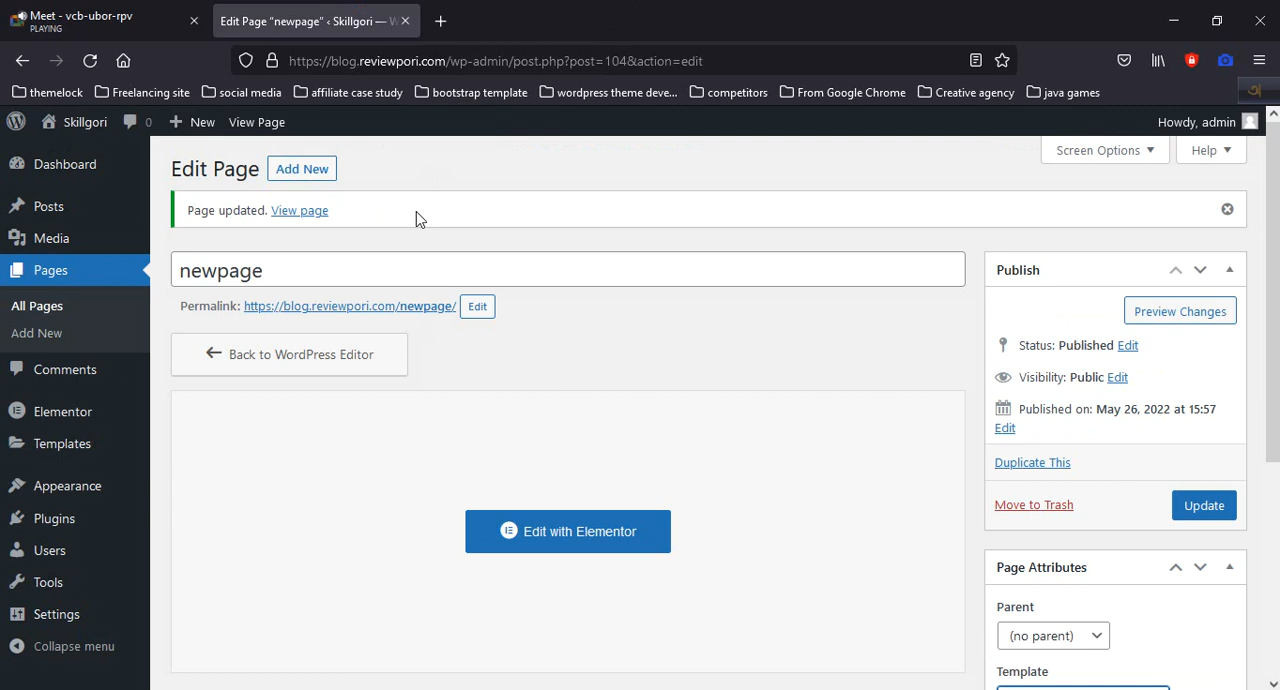 Meet - vcb-ubor-rpv
PLAYING
Edit Page “newpage” ‹ Skillgori — W
https://blog.reviewpori.com/wp-admin/post.php?post=104&action=edit
themelock
Freelancing site
social media
affiliate case study
bootstrap template
wordpress theme deve...
competitors
From Google Chrome
Creative agency
java games
Skillgori
0
New
View Page
Howdy, admin
Dashboard
Posts
Media
Pages
All Pages
Add New
Comments
Elementor
Templates
Appearance
Plugins
Users
Tools
Settings
Collapse menu
Screen Options
Help
Edit Page
Add New
Page updated. View page
newpage
Permalink: https://blog.reviewpori.com/newpage/ Edit
Back to WordPress Editor
Edit with Elementor
Publish
Preview Changes
Status: Published Edit
Visibility: Public Edit
Published on: May 26, 2022 at 15:57
Edit
Duplicate This
Move to Trash
Update
Page Attributes
Parent
(no parent)
Template